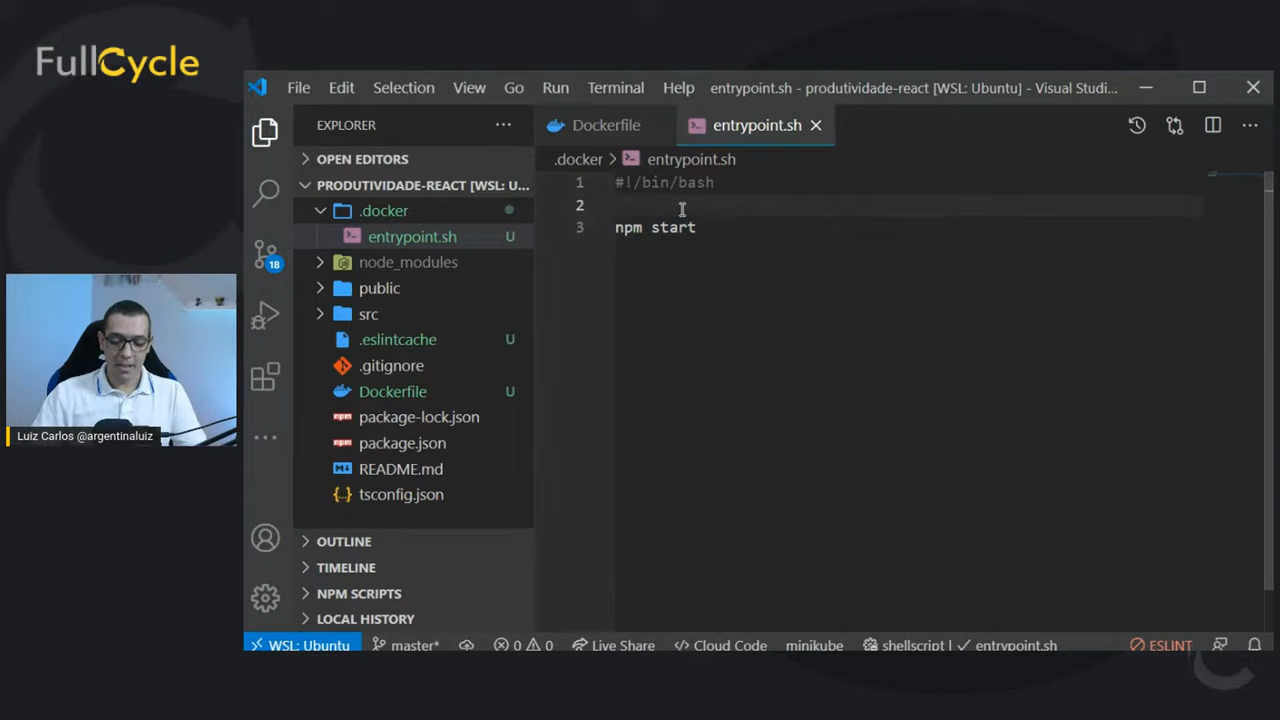 FullCycle
File Edit Selection View Go Run Terminal Help entrypoint.sh - produtividade-react [WSL: Ubuntu] - Visual Studi...
EXPLORER ...
Dockerfile
entrypoint.sh
.docker > entrypoint.sh
OPEN EDITORS
PRODUTIVIDADE-REACT [WSL: U...
.docker
entrypoint.sh U
node_modules
public
src
.eslintcache U
.gitignore
Dockerfile U
package-lock.json
package.json
README.md
tsconfig.json
OUTLINE
TIMELINE
NPM SCRIPTS
LOCAL HISTORY
1 #!/bin/bash
2
3 npm start
18
Luiz Carlos @argentinaluiz
WSL: Ubuntu master* 0 0 Live Share Cloud Code minikube shellscript | entrypoint.sh ESLINT